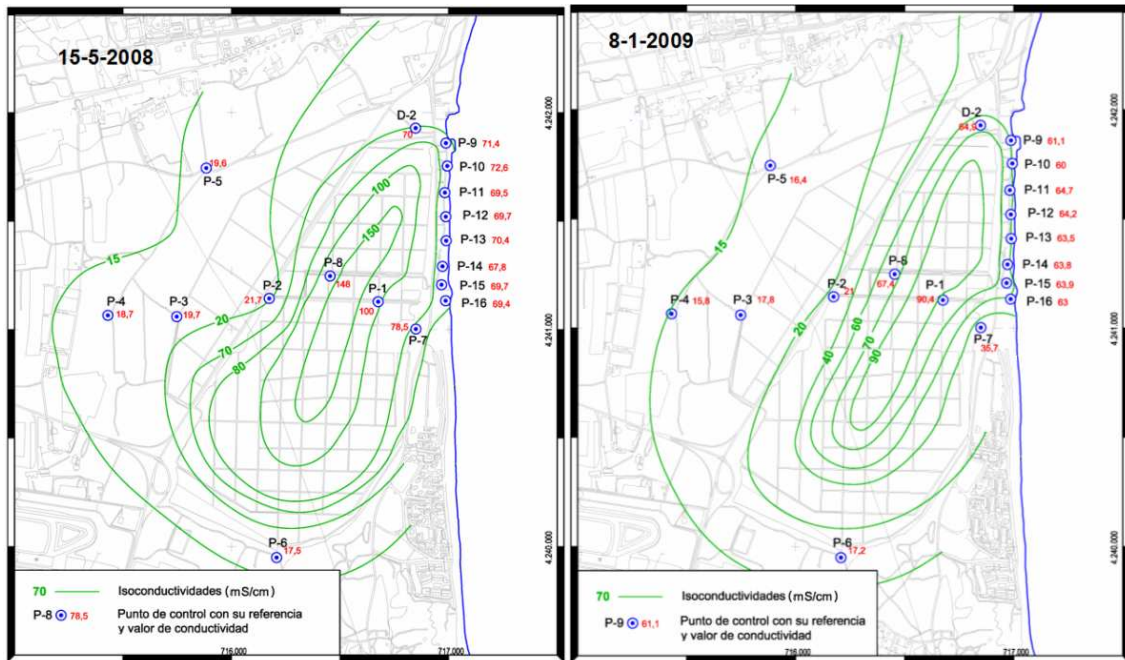 15-5-2008
D-2
70
P-9 71,4
P-10 72,6
P-11 69,5
P-12 69,7
P-13 70,4
P-14 67,8
P-15 69,7
P-16 69,4
P-5 19,6
P-4 18,7
P-3 19,7
P-2 21,7
P-8 148
P-1 100
P-7 78,5
P-6 17,5
15
20
70
80
100
150
70 Isoconductividades (mS/cm)
P-8 78,5 Punto de control con su referencia
y valor de conductividad
716.000
717.000
4.242.000
4.241.000
4.240.000
8-1-2009
D-2
64,9
P-9 61,1
P-10 60
P-11 64,7
P-12 64,2
P-13 63,5
P-14 63,8
P-15 63,9
P-16 63
P-5 16,4
P-4 15,8
P-3 17,8
P-2 21
P-8 67,4
P-1 90,4
P-7 35,7
P-6 17,2
15
20
40
60
70
90
70 Isoconductividades (mS/cm)
P-9 61,1 Punto de control con su referencia
y valor de conductividad
716.000
717.000
4.242.000
4.241.000
4.240.000